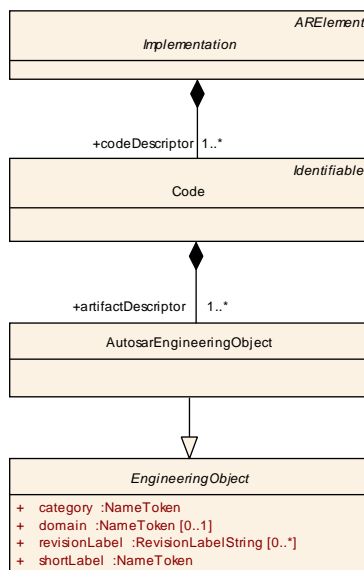 ARElement
Implementation
+codeDescriptor 1..*
Identifiable
Code
+artifactDescriptor 1..*
AutosarEngineeringObject
EngineeringObject
+ category :NameToken
+ domain :NameToken [0..1]
+ revisionLabel :RevisionLabelString [0..*]
+ shortLabel :NameToken